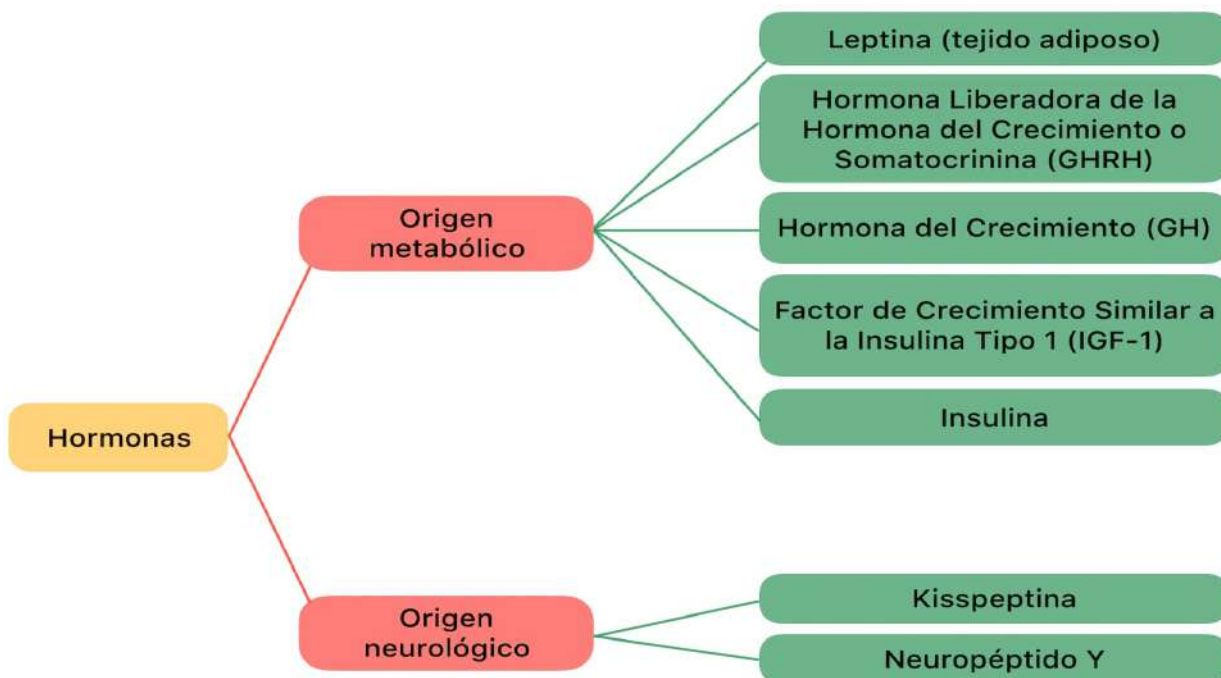 Leptina (tejido adiposo)
Hormona Liberadora de la
Hormona del Crecimiento o
Somatocrinina (GHRH)
Origen
metabólico
Hormona del Crecimiento (GH)
Factor de Crecimiento Similar a
la Insulina Tipo 1 (IGF-1)
Insulina
Hormonas
Origen
neurológico
Kisspeptina
Neuropéptido Y